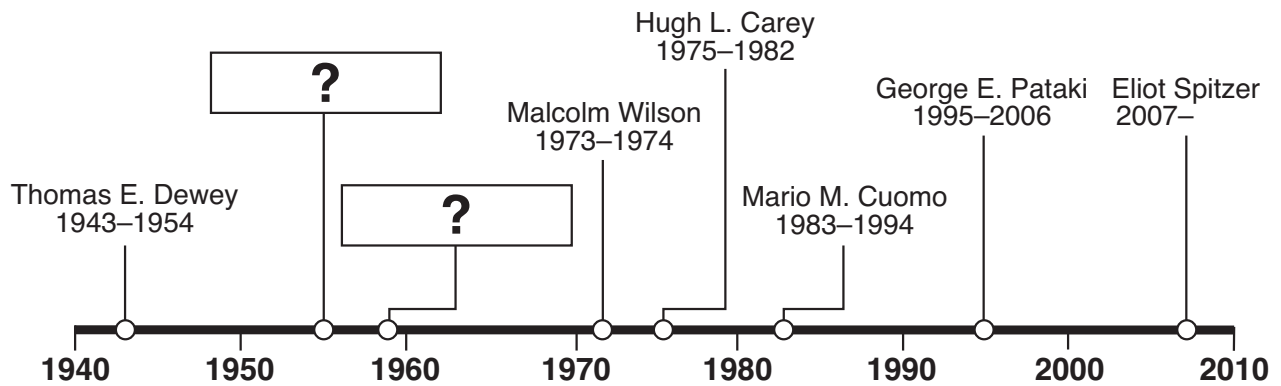 Hugh L. Carey
1975–1982
?
George E. Pataki
1995–2006
Eliot Spitzer
2007–
Malcolm Wilson
1973–1974
Thomas E. Dewey
1943–1954
?
Mario M. Cuomo
1983–1994
1940 1950 1960 1970 1980 1990 2000 2010